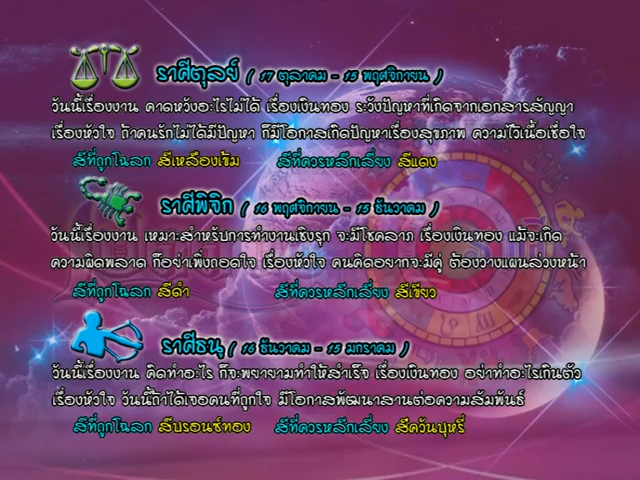 ราศีตุลย์ ( 17 ตุลาคม - 15 พฤศจิกายน )
วันนี้เรื่องงาน คาดหวังอะไรไม่ได้ เรื่องเงินทอง ระวังปัญหาที่เกิดจากเอกสารสัญญา
เรื่องหัวใจ ถ้าคนรักไม่ได้มีปัญหา ก็มีโอกาสเกิดปัญหาเรื่องสุขภาพ ความไว้เนื้อเชื่อใจ
สีที่ถูกโฉลก สีเหลืองเข้ม สีที่ควรหลีกเลี่ยง สีแดง
ราศีพิจิก ( 16 พฤศจิกายน - 15 ธันวาคม )
วันนี้เรื่องงาน เหมาะสำหรับการทำงานเชิงรุก จะมีโชคลาภ เรื่องเงินทอง แม้จะเกิด
ความผิดพลาด ก็อย่าเพิ่งถอดใจ เรื่องหัวใจ คนคิดอยากจะมีคู่ ต้องวางแผนล่วงหน้า
สีที่ถูกโฉลก สีดำ สีที่ควรหลีกเลี่ยง สีเขียว
ราศีธนู ( 16 ธันวาคม - 15 มกราคม )
วันนี้เรื่องงาน คิดทำอะไร ก็จะพยายามทำให้สำเร็จ เรื่องเงินทอง อย่าทำอะไรเกินตัว
เรื่องหัวใจ วันนี้ถ้าได้เจอคนที่ถูกใจ มีโอกาสพัฒนาสานต่อความสัมพันธ์
สีที่ถูกโฉลก สีบรอนซ์ทอง สีที่ควรหลีกเลี่ยง สีควันบุหรี่